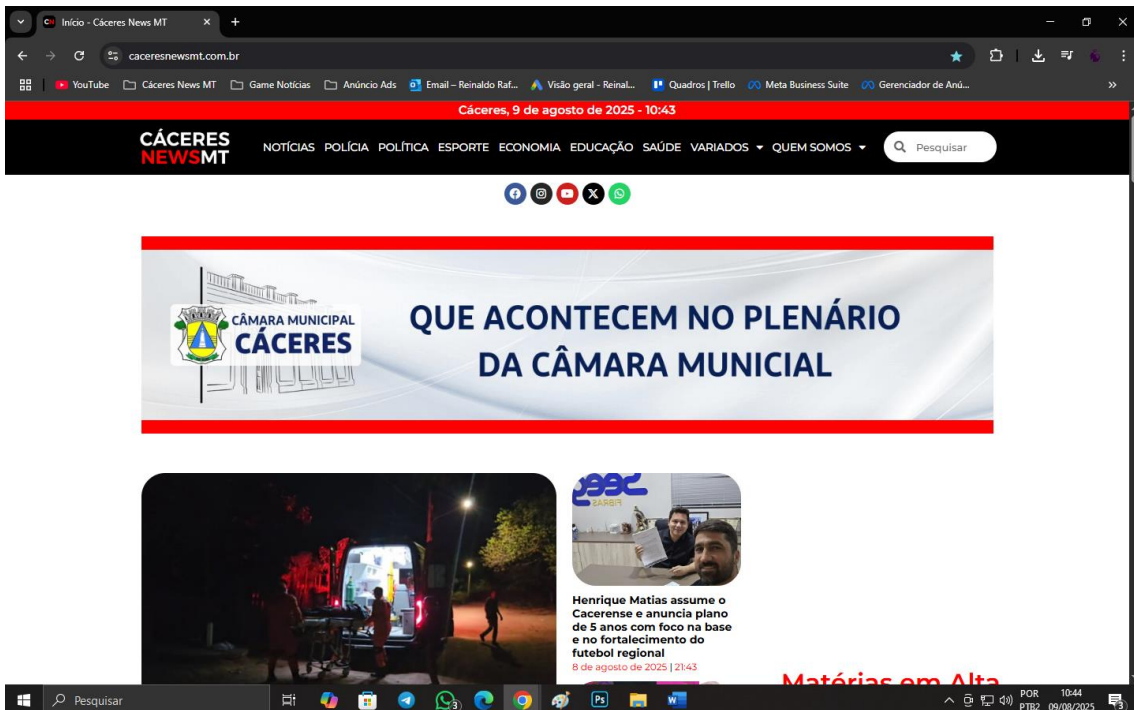 Início - Cáceres News MT
caceresnewsmt.com.br
YouTube Cáceres News MT Game Notícias Anúncio Ads Email – Reinaldo Raf... Visão geral - Reinal... Quadros | Trello Meta Business Suite Gerenciador de Anú...
Cáceres, 9 de agosto de 2025 - 10:43
CÁCERES
NEWSMT
NOTÍCIAS POLÍCIA POLÍTICA ESPORTE ECONOMIA EDUCAÇÃO SAÚDE VARIADOS QUEM SOMOS Pesquisar
CÂMARA MUNICIPAL
CÁCERES
QUE ACONTECEM NO PLENÁRIO
DA CÂMARA MUNICIAL
FIBRAS
Henrique Matias assume o
Cacerense e anuncia plano
de 5 anos com foco na base
e no fortalecimento do
futebol regional
8 de agosto de 2025 | 21:43
Matérias em Alta
Pesquisar
Ps
POR 10:44
PTB2 09/08/2025